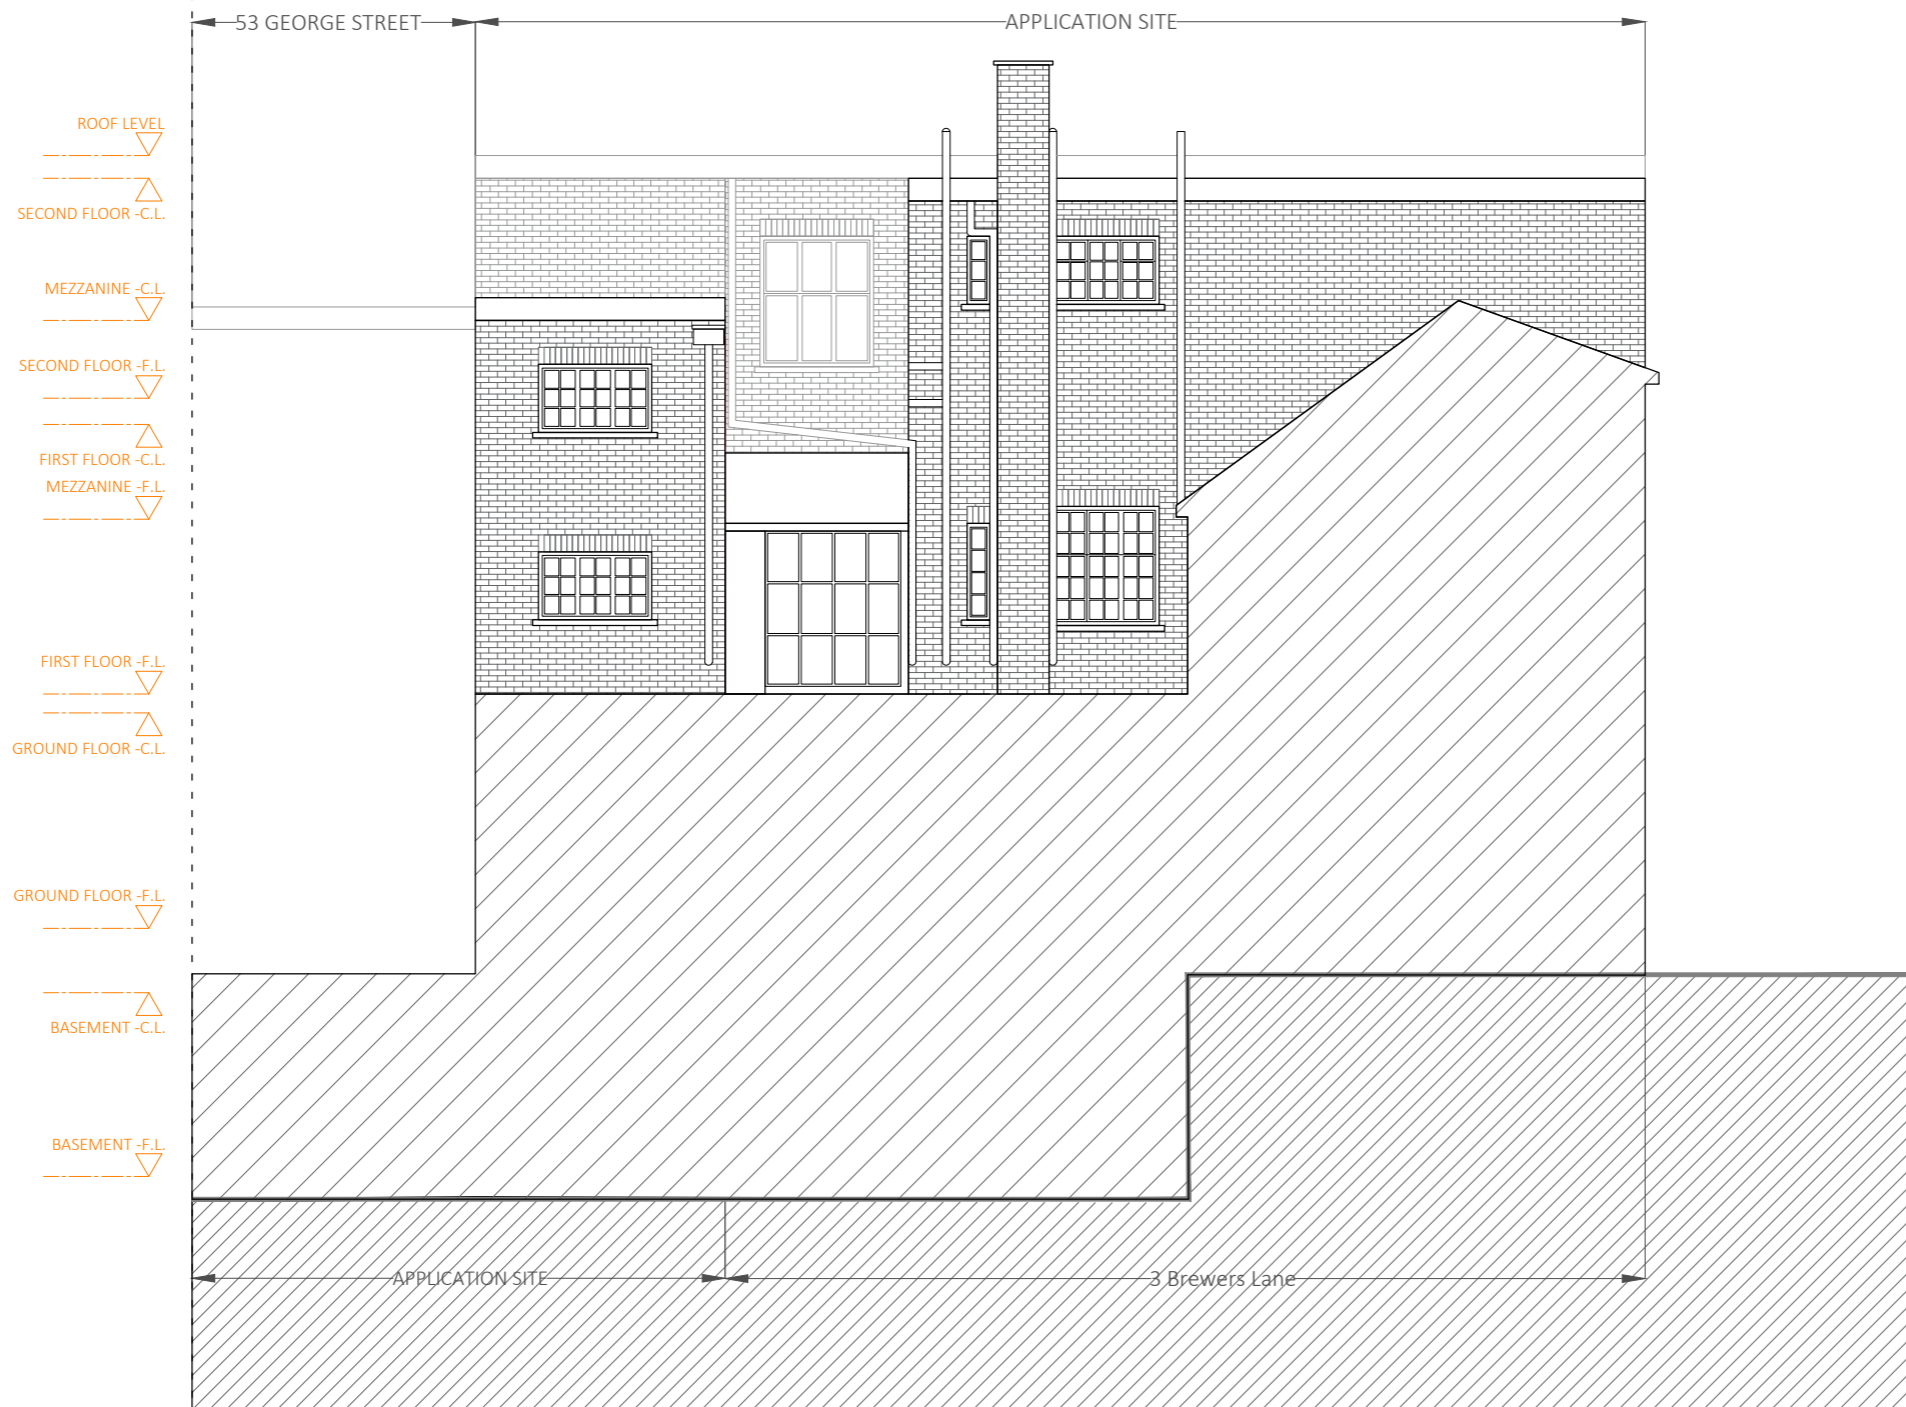 53 GEORGE STREET
APPLICATION SITE
ROOF LEVEL
SECOND FLOOR -C.L.
MEZZANINE -C.L.
SECOND FLOOR -F.L.
FIRST FLOOR -C.L.
MEZZANINE -F.L.
FIRST FLOOR -F.L.
GROUND FLOOR -C.L.
GROUND FLOOR -F.L.
BASEMENT -C.L.
BASEMENT -F.L.
APPLICATION SITE
3 Brewers Lane